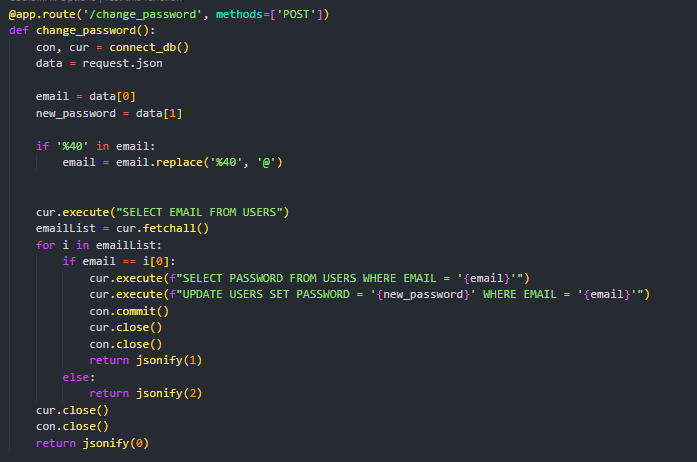 @app.route('/change_password', methods=['POST'])
def change_password():
    con, cur = connect_db()
    data = request.json

    email = data[0]
    new_password = data[1]

    if '%40' in email:
        email = email.replace('%40', '@')


    cur.execute("SELECT EMAIL FROM USERS")
    emailList = cur.fetchall()
    for i in emailList:
        if email == i[0]:
            cur.execute(f"SELECT PASSWORD FROM USERS WHERE EMAIL = '{email}'")
            cur.execute(f"UPDATE USERS SET PASSWORD = '{new_password}' WHERE EMAIL = '{email}'")
            con.commit()
            cur.close()
            con.close()
            return jsonify(1)
        else:
            return jsonify(2)
    cur.close()
    con.close()
    return jsonify(0)